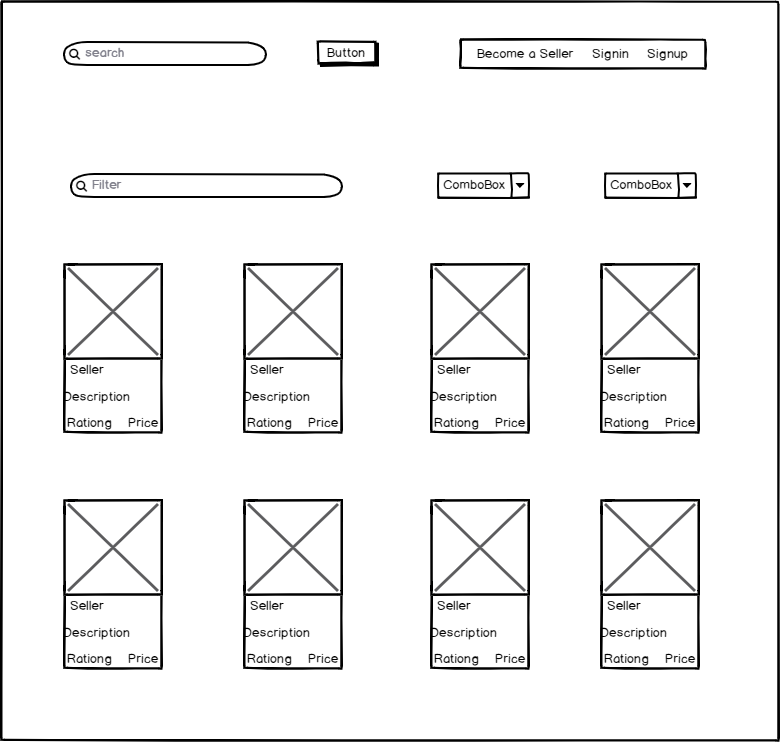 search Button Become a Seller Signin Signup
Filter ComboBox ComboBox
Seller Seller Seller Seller
Description Description Description Description
Rationg Price Rationg Price Rationg Price Rationg Price
Seller Seller Seller Seller
Description Description Description Description
Rationg Price Rationg Price Rationg Price Rationg Price